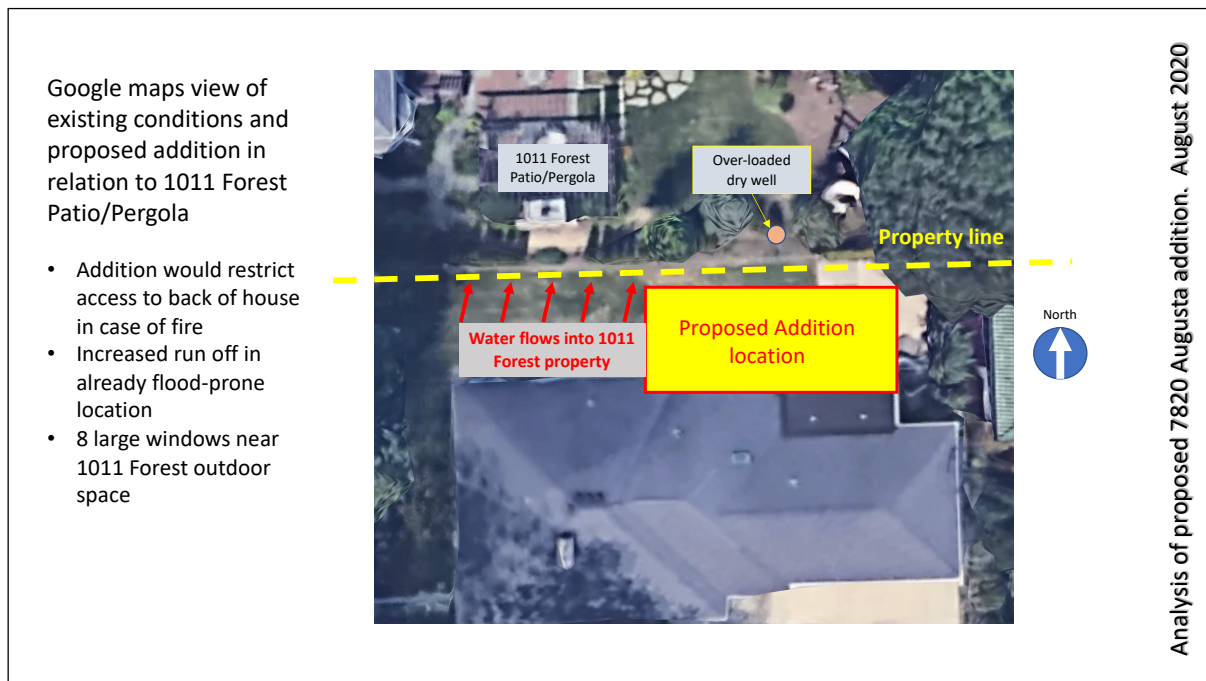 Google maps view of
existing conditions and
proposed addition in
relation to 1011 Forest
Patio/Pergola
• Addition would restrict
access to back of house
in case of fire
• Increased run off in
already flood-prone
location
• 8 large windows near
1011 Forest outdoor
space
1011 Forest
Patio/Pergola
Over-loaded
dry well
Property line
Water flows into 1011
Forest property
Proposed Addition
location
North
Analysis of proposed 7820 Augusta addition.  August 2020